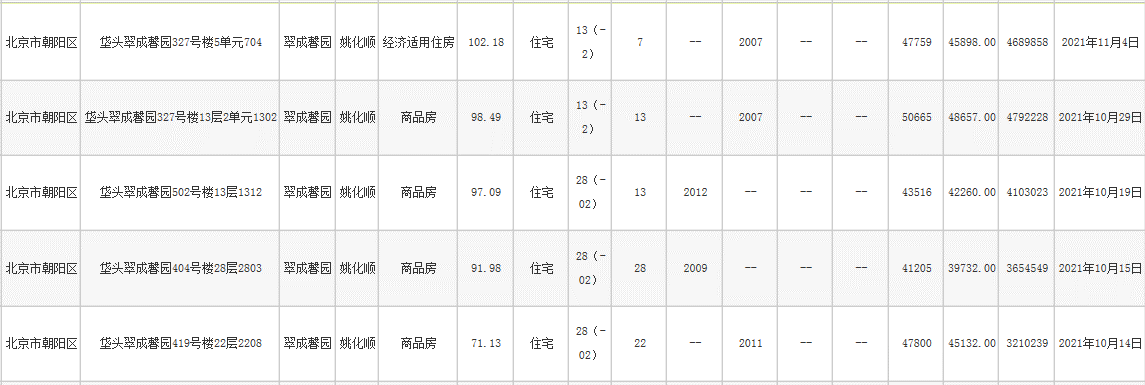 北京市朝阳区 垡头翠成馨园327号楼5单元704 翠成馨园 姚化顺 经济适用住房 102.18 住宅 13（-2） 7 -- 2007 -- -- 47759 45898.00 4689858 2021年11月4日
北京市朝阳区 垡头翠成馨园327号楼13层2单元1302 翠成馨园 姚化顺 商品房 98.49 住宅 13（-2） 13 -- 2007 -- -- 50665 48657.00 4792228 2021年10月29日
北京市朝阳区 垡头翠成馨园502号楼13层1312 翠成馨园 姚化顺 商品房 97.09 住宅 28（-02） 13 2012 -- -- -- 43516 42260.00 4103023 2021年10月19日
北京市朝阳区 垡头翠成馨园404号楼28层2803 翠成馨园 姚化顺 商品房 91.98 住宅 28（-02） 28 2009 -- -- -- 41205 39732.00 3654549 2021年10月15日
北京市朝阳区 垡头翠成馨园419号楼22层2208 翠成馨园 姚化顺 商品房 71.13 住宅 28（-02） 22 -- 2011 -- -- 47800 45132.00 3210239 2021年10月14日